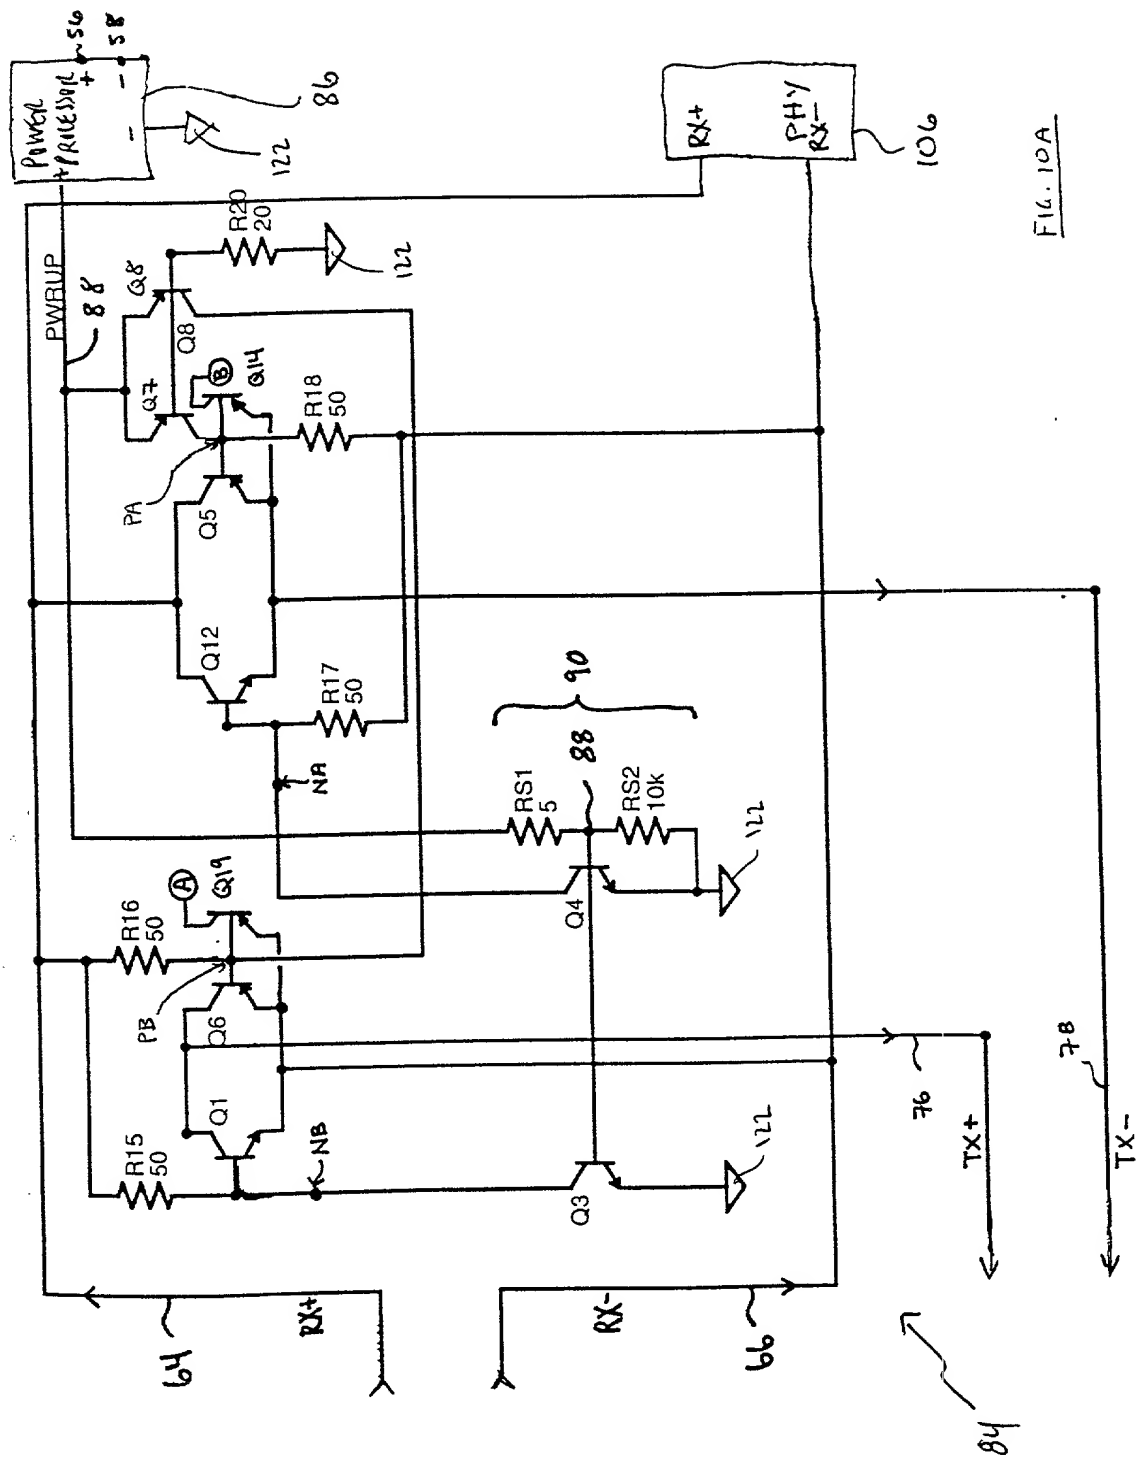 POWER
PROCESSOR
+
-
+
-
56
58
86
122
PWRUP
88
Q8
Q8
Q7
R20
20
122
PA
Q5
B
Q14
R18
50
Q12
R17
50
NA
RX+
PHY
RX-
106
A
Q19
R16
50
PB
Q6
Q1
R15
50
NB
RS1
5
RS2
10k
88
90
Q4
122
Q3
122
64
RX+
RX-
66
76
TX+
78
TX-
84
FIG. 10A